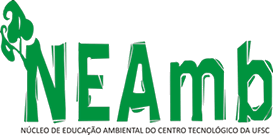 NEAmb
NÚCLEO DE EDUCAÇÃO AMBIENTAL DO CENTRO TECNOLÓGICO DA UFSC